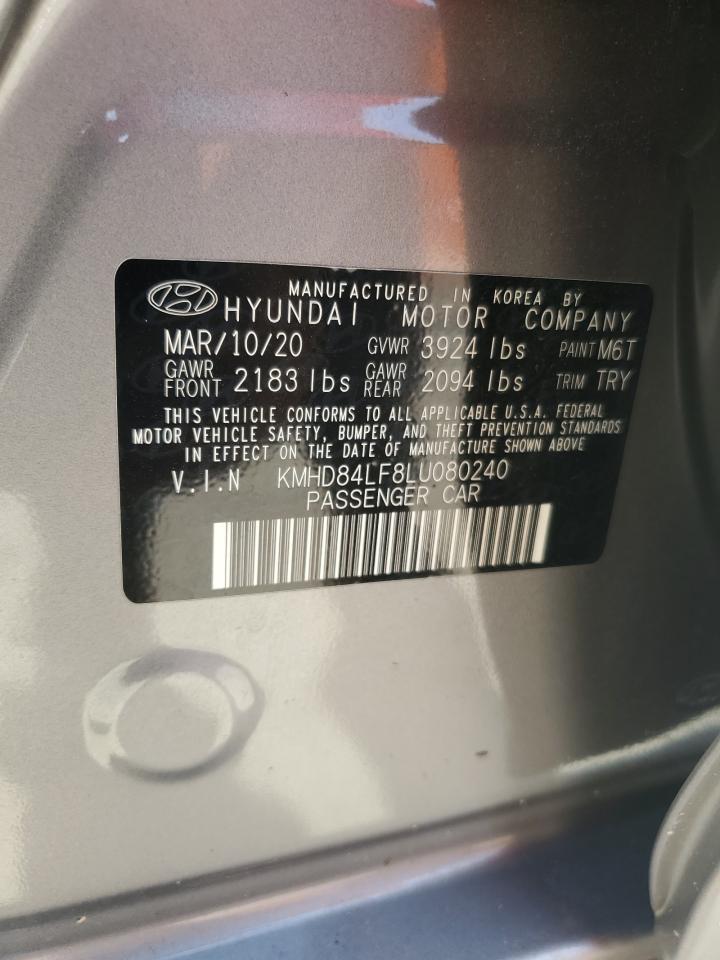 MANUFACTURED IN KOREA BY
HYUNDAI MOTOR COMPANY
MAR/10/20 GVWR 3924 lbs PAINT M6T
GAWR FRONT 2183 lbs GAWR REAR 2094 lbs TRIM TRY
THIS VEHICLE CONFORMS TO ALL APPLICABLE U.S.A. FEDERAL
MOTOR VEHICLE SAFETY, BUMPER, AND THEFT PREVENTION STANDARDS
IN EFFECT ON THE DATE OF MANUFACTURE SHOWN ABOVE
V.I.N KMHD84LF8LU080240
PASSENGER CAR